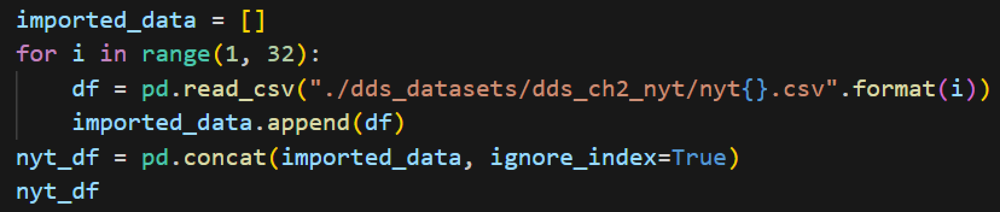 imported_data = []
for i in range(1, 32):
    df = pd.read_csv("./dds_datasets/dds_ch2_nyt/nyt{}.csv".format(i))
    imported_data.append(df)
nyt_df = pd.concat(imported_data, ignore_index=True)
nyt_df